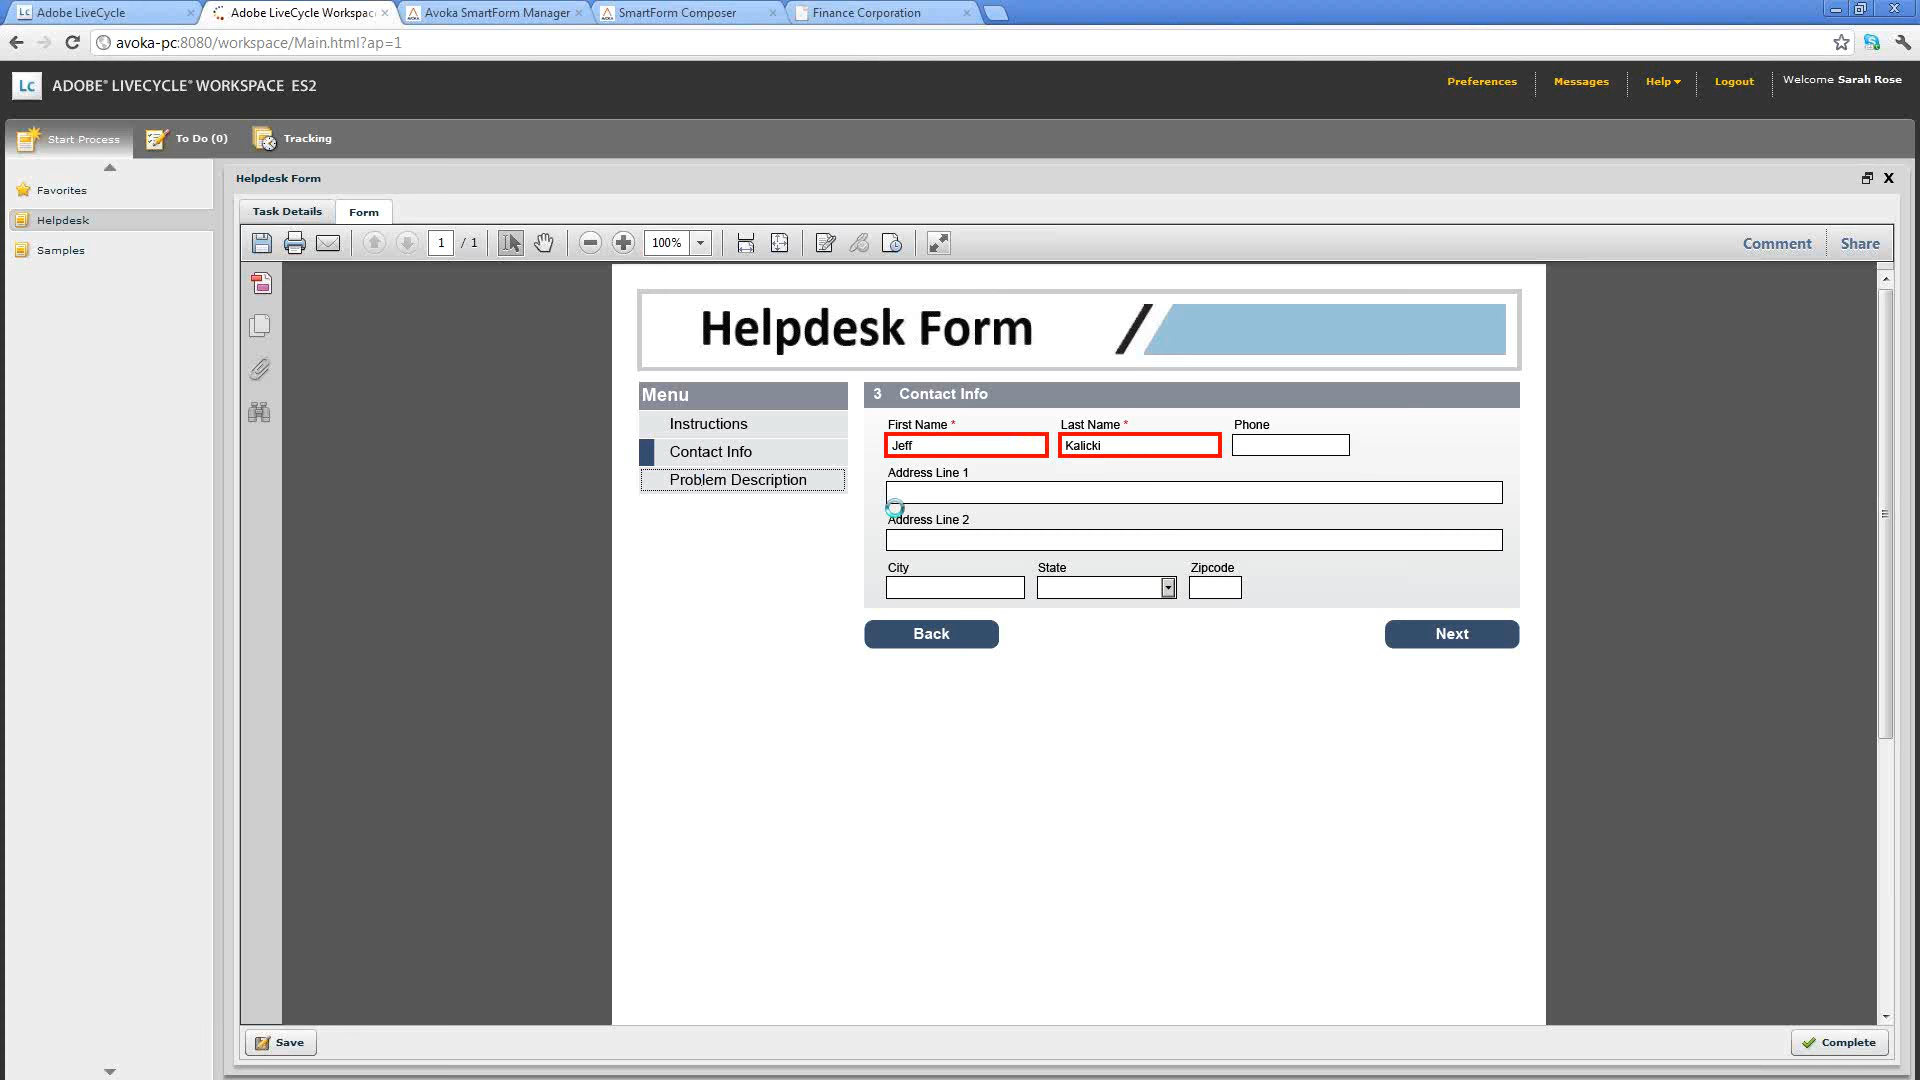 Adobe LiveCycle
Adobe LiveCycle Workspac
Avoka SmartForm Manager
SmartForm Composer
Finance Corporation
avoka-pc:8080/workspace/Main.html?ap=1
Lc ADOBE® LIVECYCLE® WORKSPACE ES2
Preferences
Messages
Help
Logout
Welcome Sarah Rose
Start Process
To Do (0)
Tracking
Favorites
Helpdesk
Samples
Helpdesk Form
Task Details
Form
1 / 1
100%
Comment
Share
Helpdesk Form
Menu
Instructions
Contact Info
Problem Description
3 Contact Info
First Name *
Last Name *
Phone
Jeff
Kalicki
Address Line 1
Address Line 2
City
State
Zipcode
Back
Next
Save
Complete